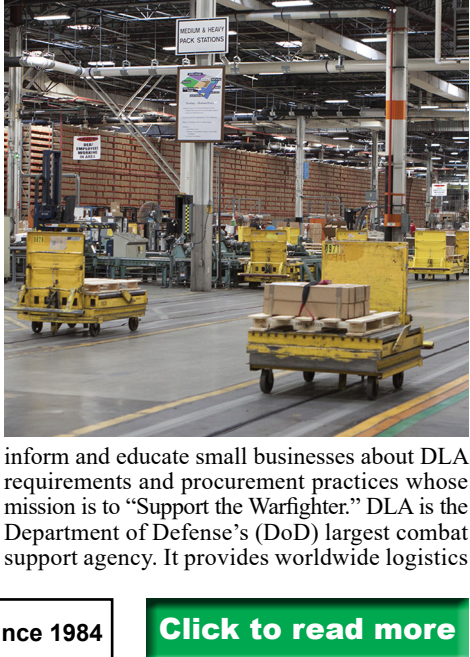 MEDIUM & HEAVY
PACK STATIONS
inform and educate small businesses about DLA
requirements and procurement practices whose
mission is to “Support the Warfighter.” DLA is the
Department of Defense’s (DoD) largest combat
support agency. It provides worldwide logistics
nce 1984
Click to read more